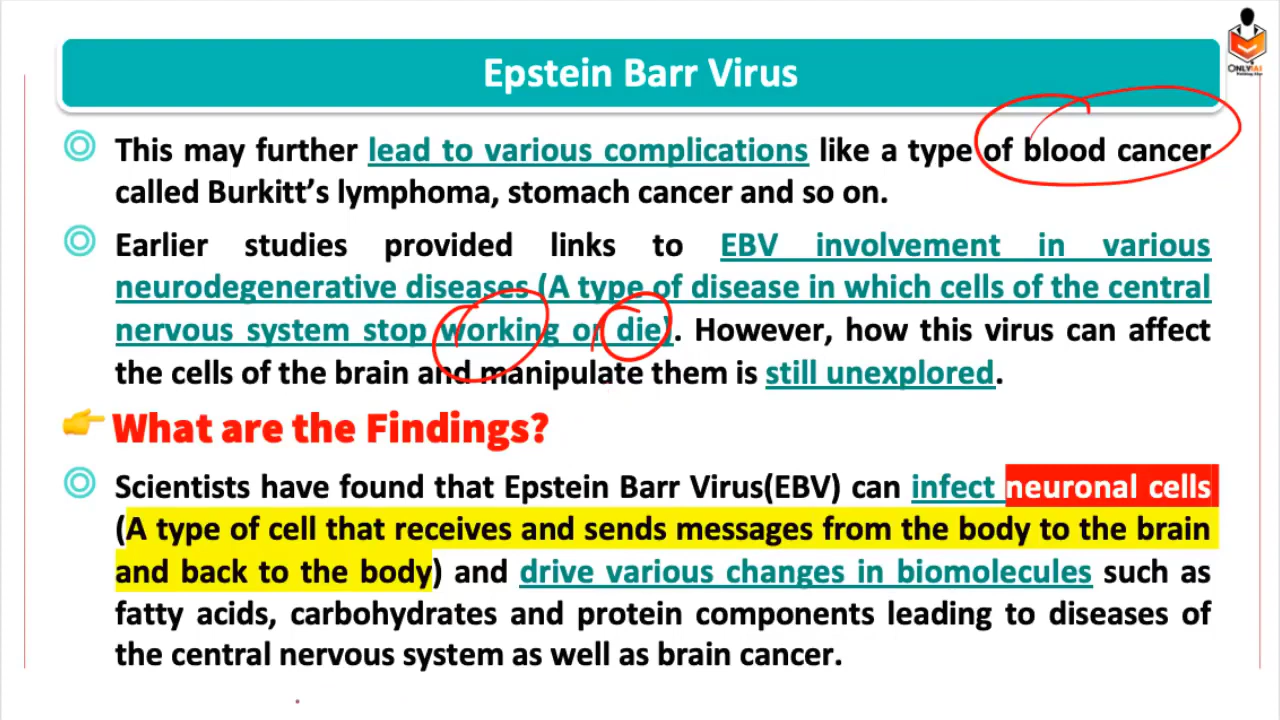 Epstein Barr Virus
ONLYIAS
This may further lead to various complications like a type of blood cancer
called Burkitt’s lymphoma, stomach cancer and so on.
Earlier studies provided links to EBV involvement in various
neurodegenerative diseases (A type of disease in which cells of the central
nervous system stop working or die). However, how this virus can affect
the cells of the brain and manipulate them is still unexplored.
What are the Findings?
Scientists have found that Epstein Barr Virus(EBV) can infect neuronal cells
(A type of cell that receives and sends messages from the body to the brain
and back to the body) and drive various changes in biomolecules such as
fatty acids, carbohydrates and protein components leading to diseases of
the central nervous system as well as brain cancer.